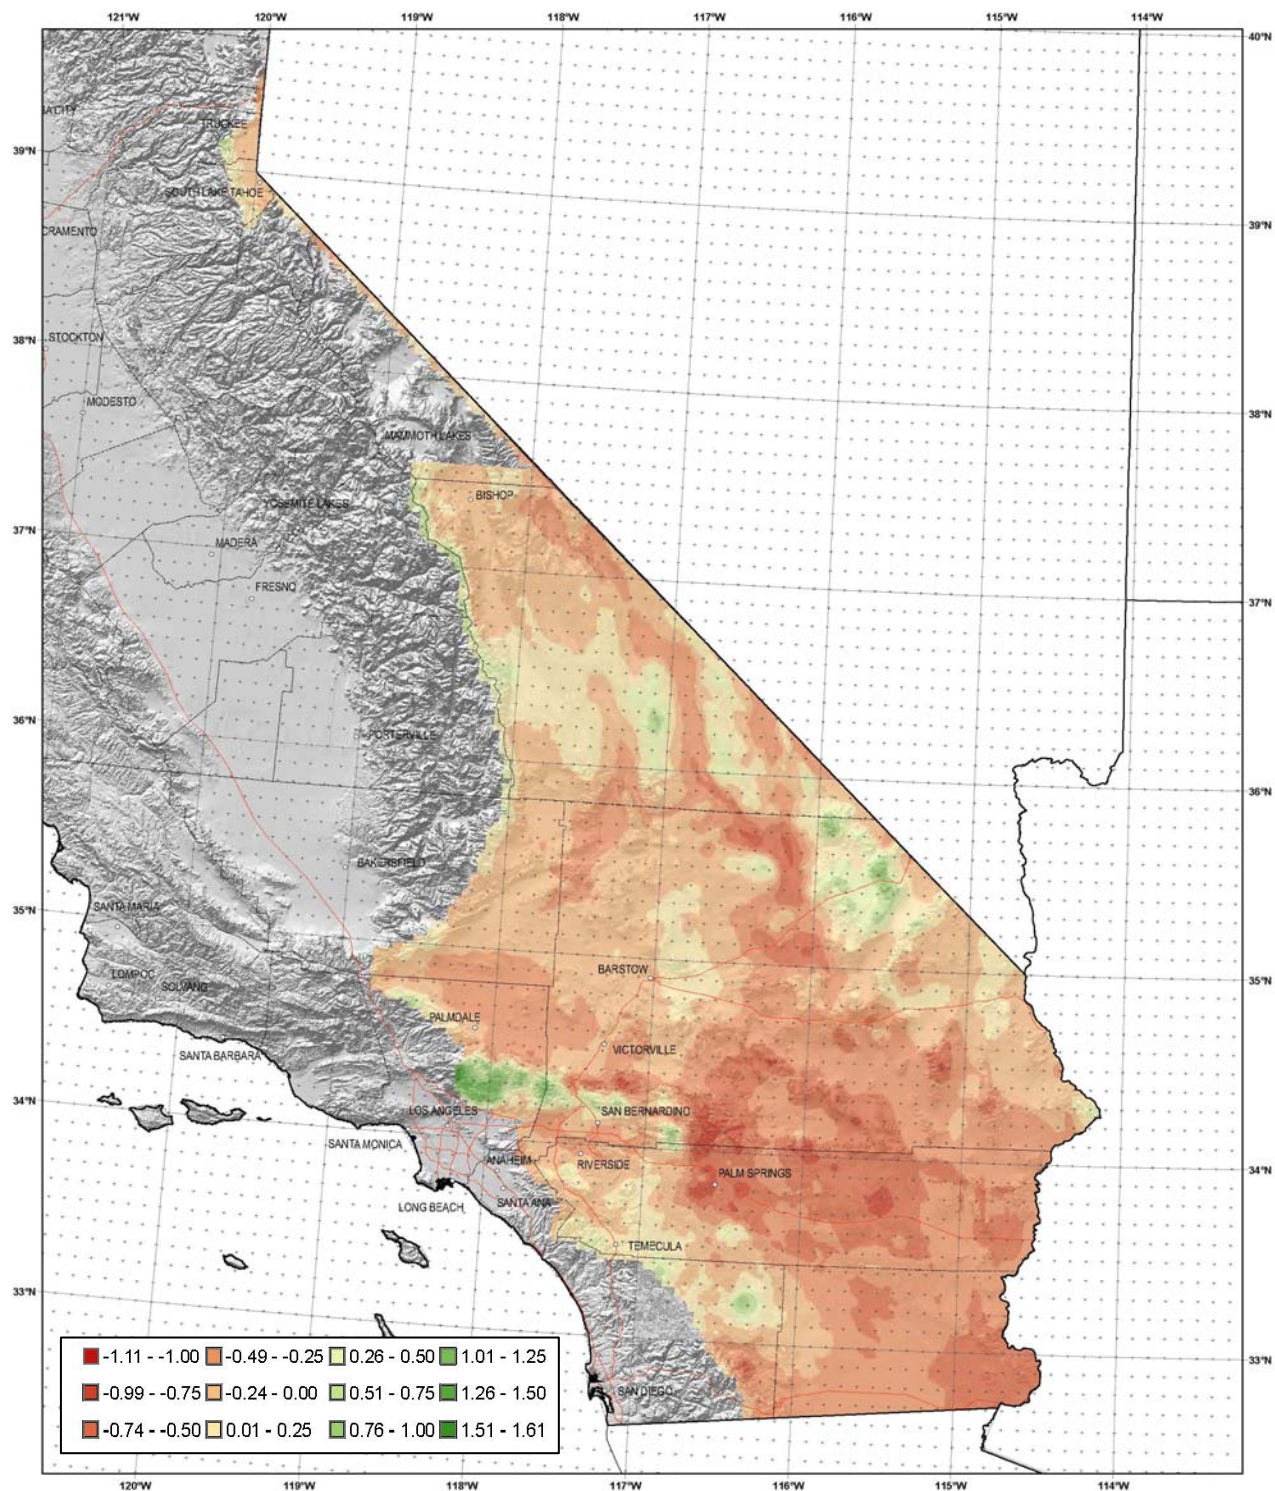 121°W 120°W 119°W 118°W 117°W 116°W 115°W 114°W
40°N
A CITY
TRUCKEE
39°N
SOUTH LAKE TAHOE
39°N
CRAMENTO
38°N
STOCKTON
MODESTO
38°N
MAMMOTH LAKES
BISHOP
YOSEMITE LAKES
37°N
MADERA
FRESNO
37°N
36°N
PORTERVILLE
36°N
BAKERSFIELD
35°N
SANTA MARIA
BARSTOW
LOMPOC
35°N
SOLVANG
PALMDALE
VICTORVILLE
SANTA BARBARA
34°N
LOS ANGELES
SAN BERNARDINO
SANTA MONICA
ANAHEIM
RIVERSIDE
34°N
PALM SPRINGS
LONG BEACH
SANTA ANA
TEMECULA
33°N
33°N
SAN DIEGO
-1.11 - -1.00 -0.49 - -0.25 0.26 - 0.50 1.01 - 1.25
-0.99 - -0.75 -0.24 - 0.00 0.51 - 0.75 1.26 - 1.50
-0.74 - -0.50 0.01 - 0.25 0.76 - 1.00 1.51 - 1.61
120°W 119°W 118°W 117°W 116°W 115°W 114°W